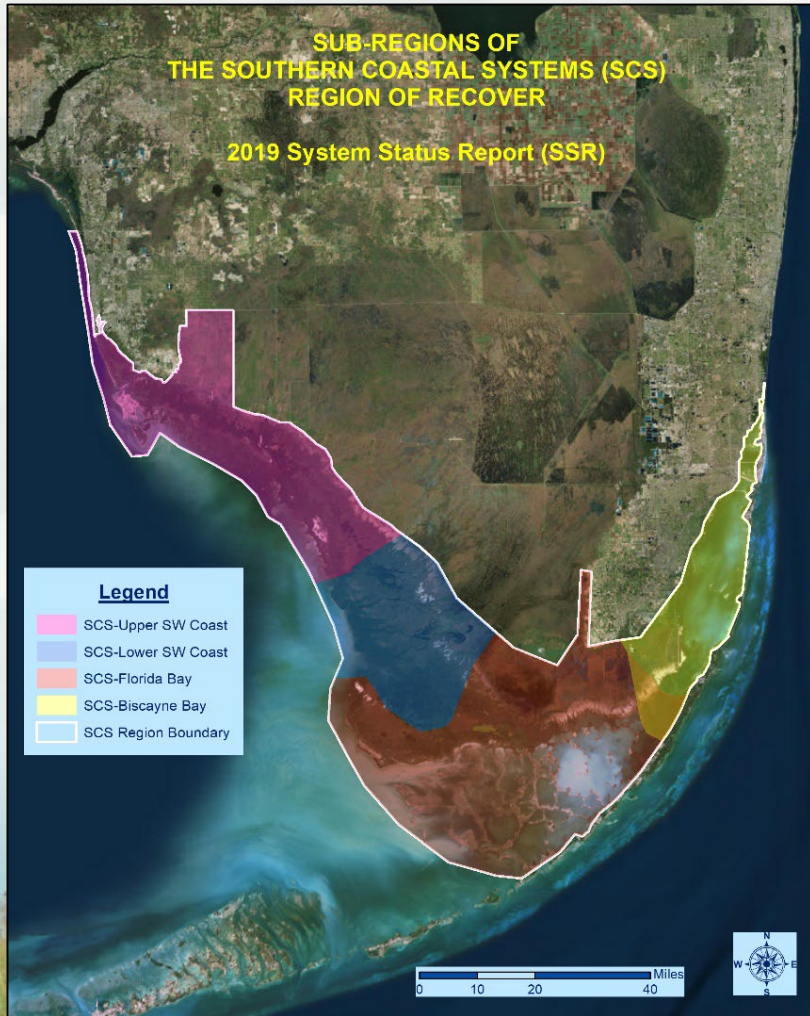 SUB-REGIONS OF
THE SOUTHERN COASTAL SYSTEMS (SCS)
REGION OF RECOVER
2019 System Status Report (SSR)
Legend
SCS-Upper SW Coast
SCS-Lower SW Coast
SCS-Florida Bay
SCS-Biscayne Bay
SCS Region Boundary
N
W E
S
Miles
0 10 20 40